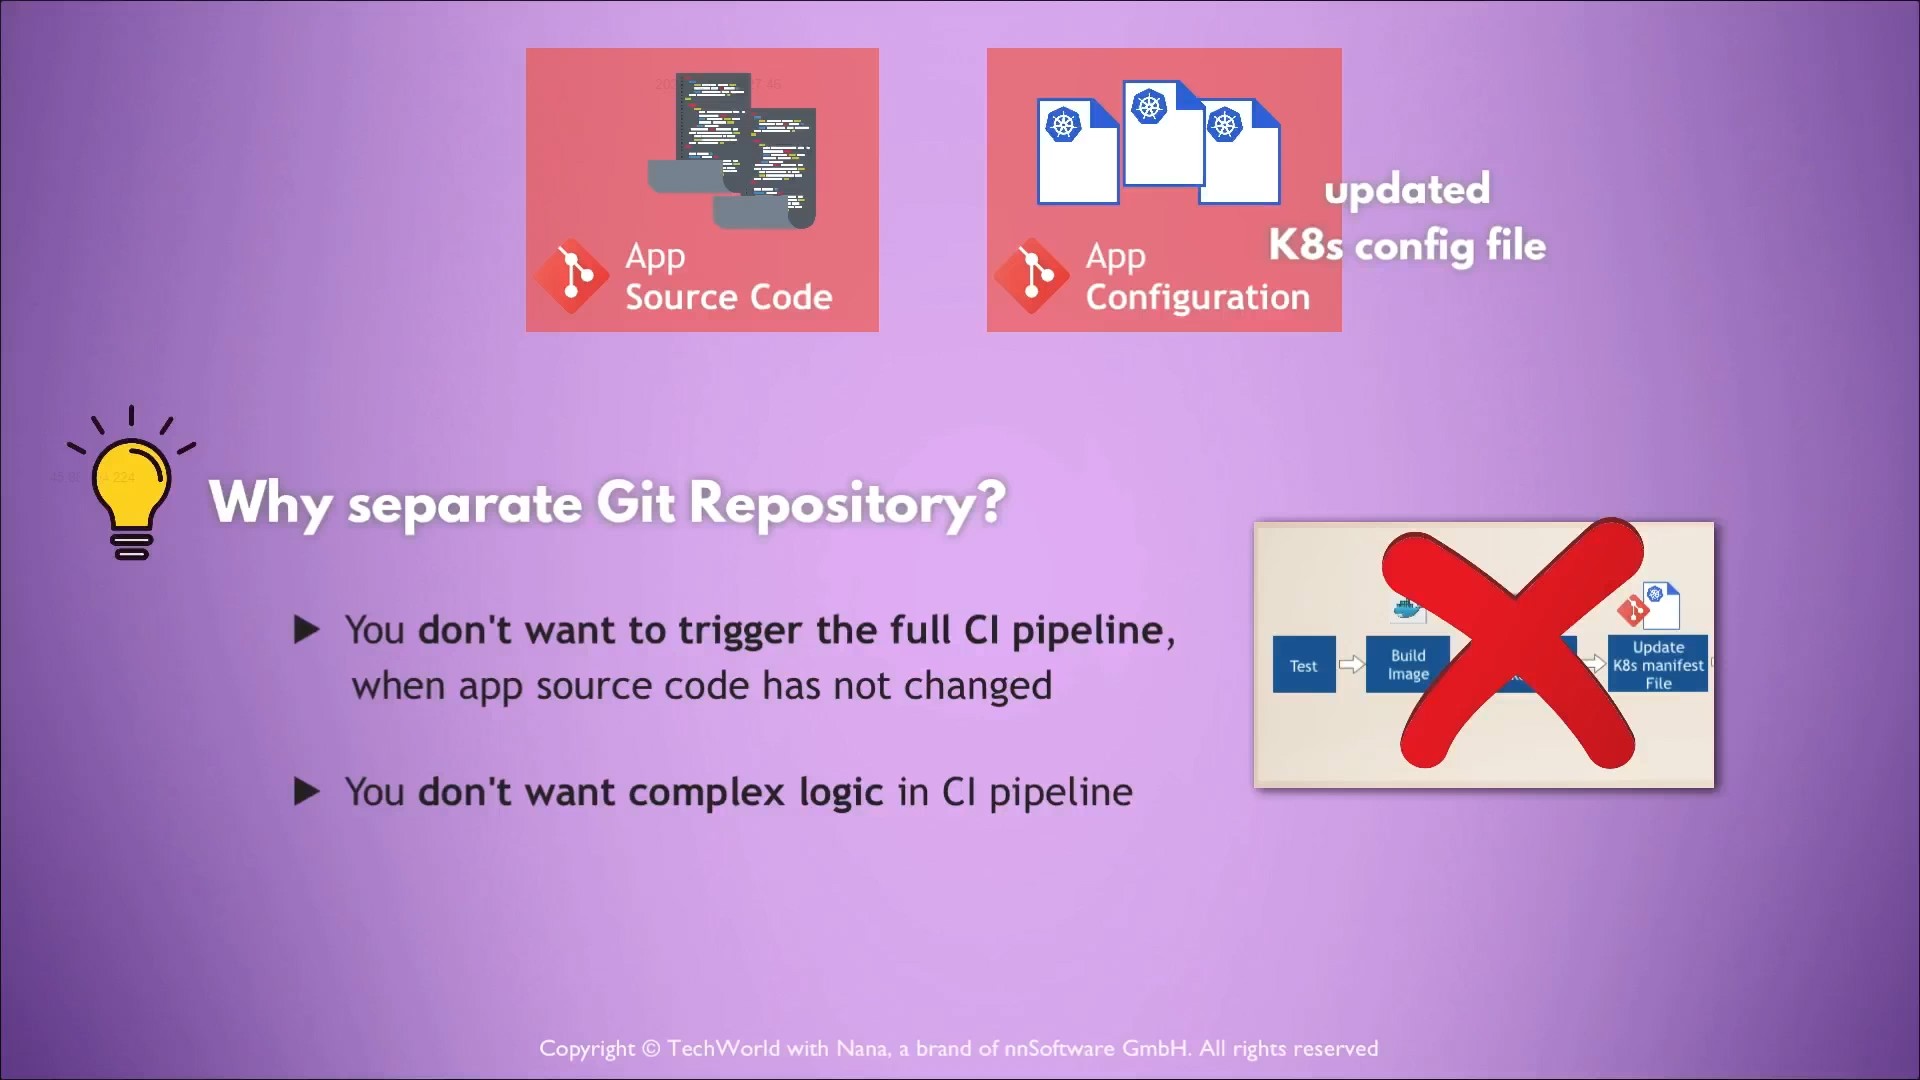 App
Source Code
App
Configuration
updated
K8s config file
Why separate Git Repository?
You don't want to trigger the full CI pipeline,
when app source code has not changed
You don't want complex logic in CI pipeline
Test
Build
Image
Update
K8s manifest
File
Copyright © TechWorld with Nana, a brand of nnSoftware GmbH. All rights reserved